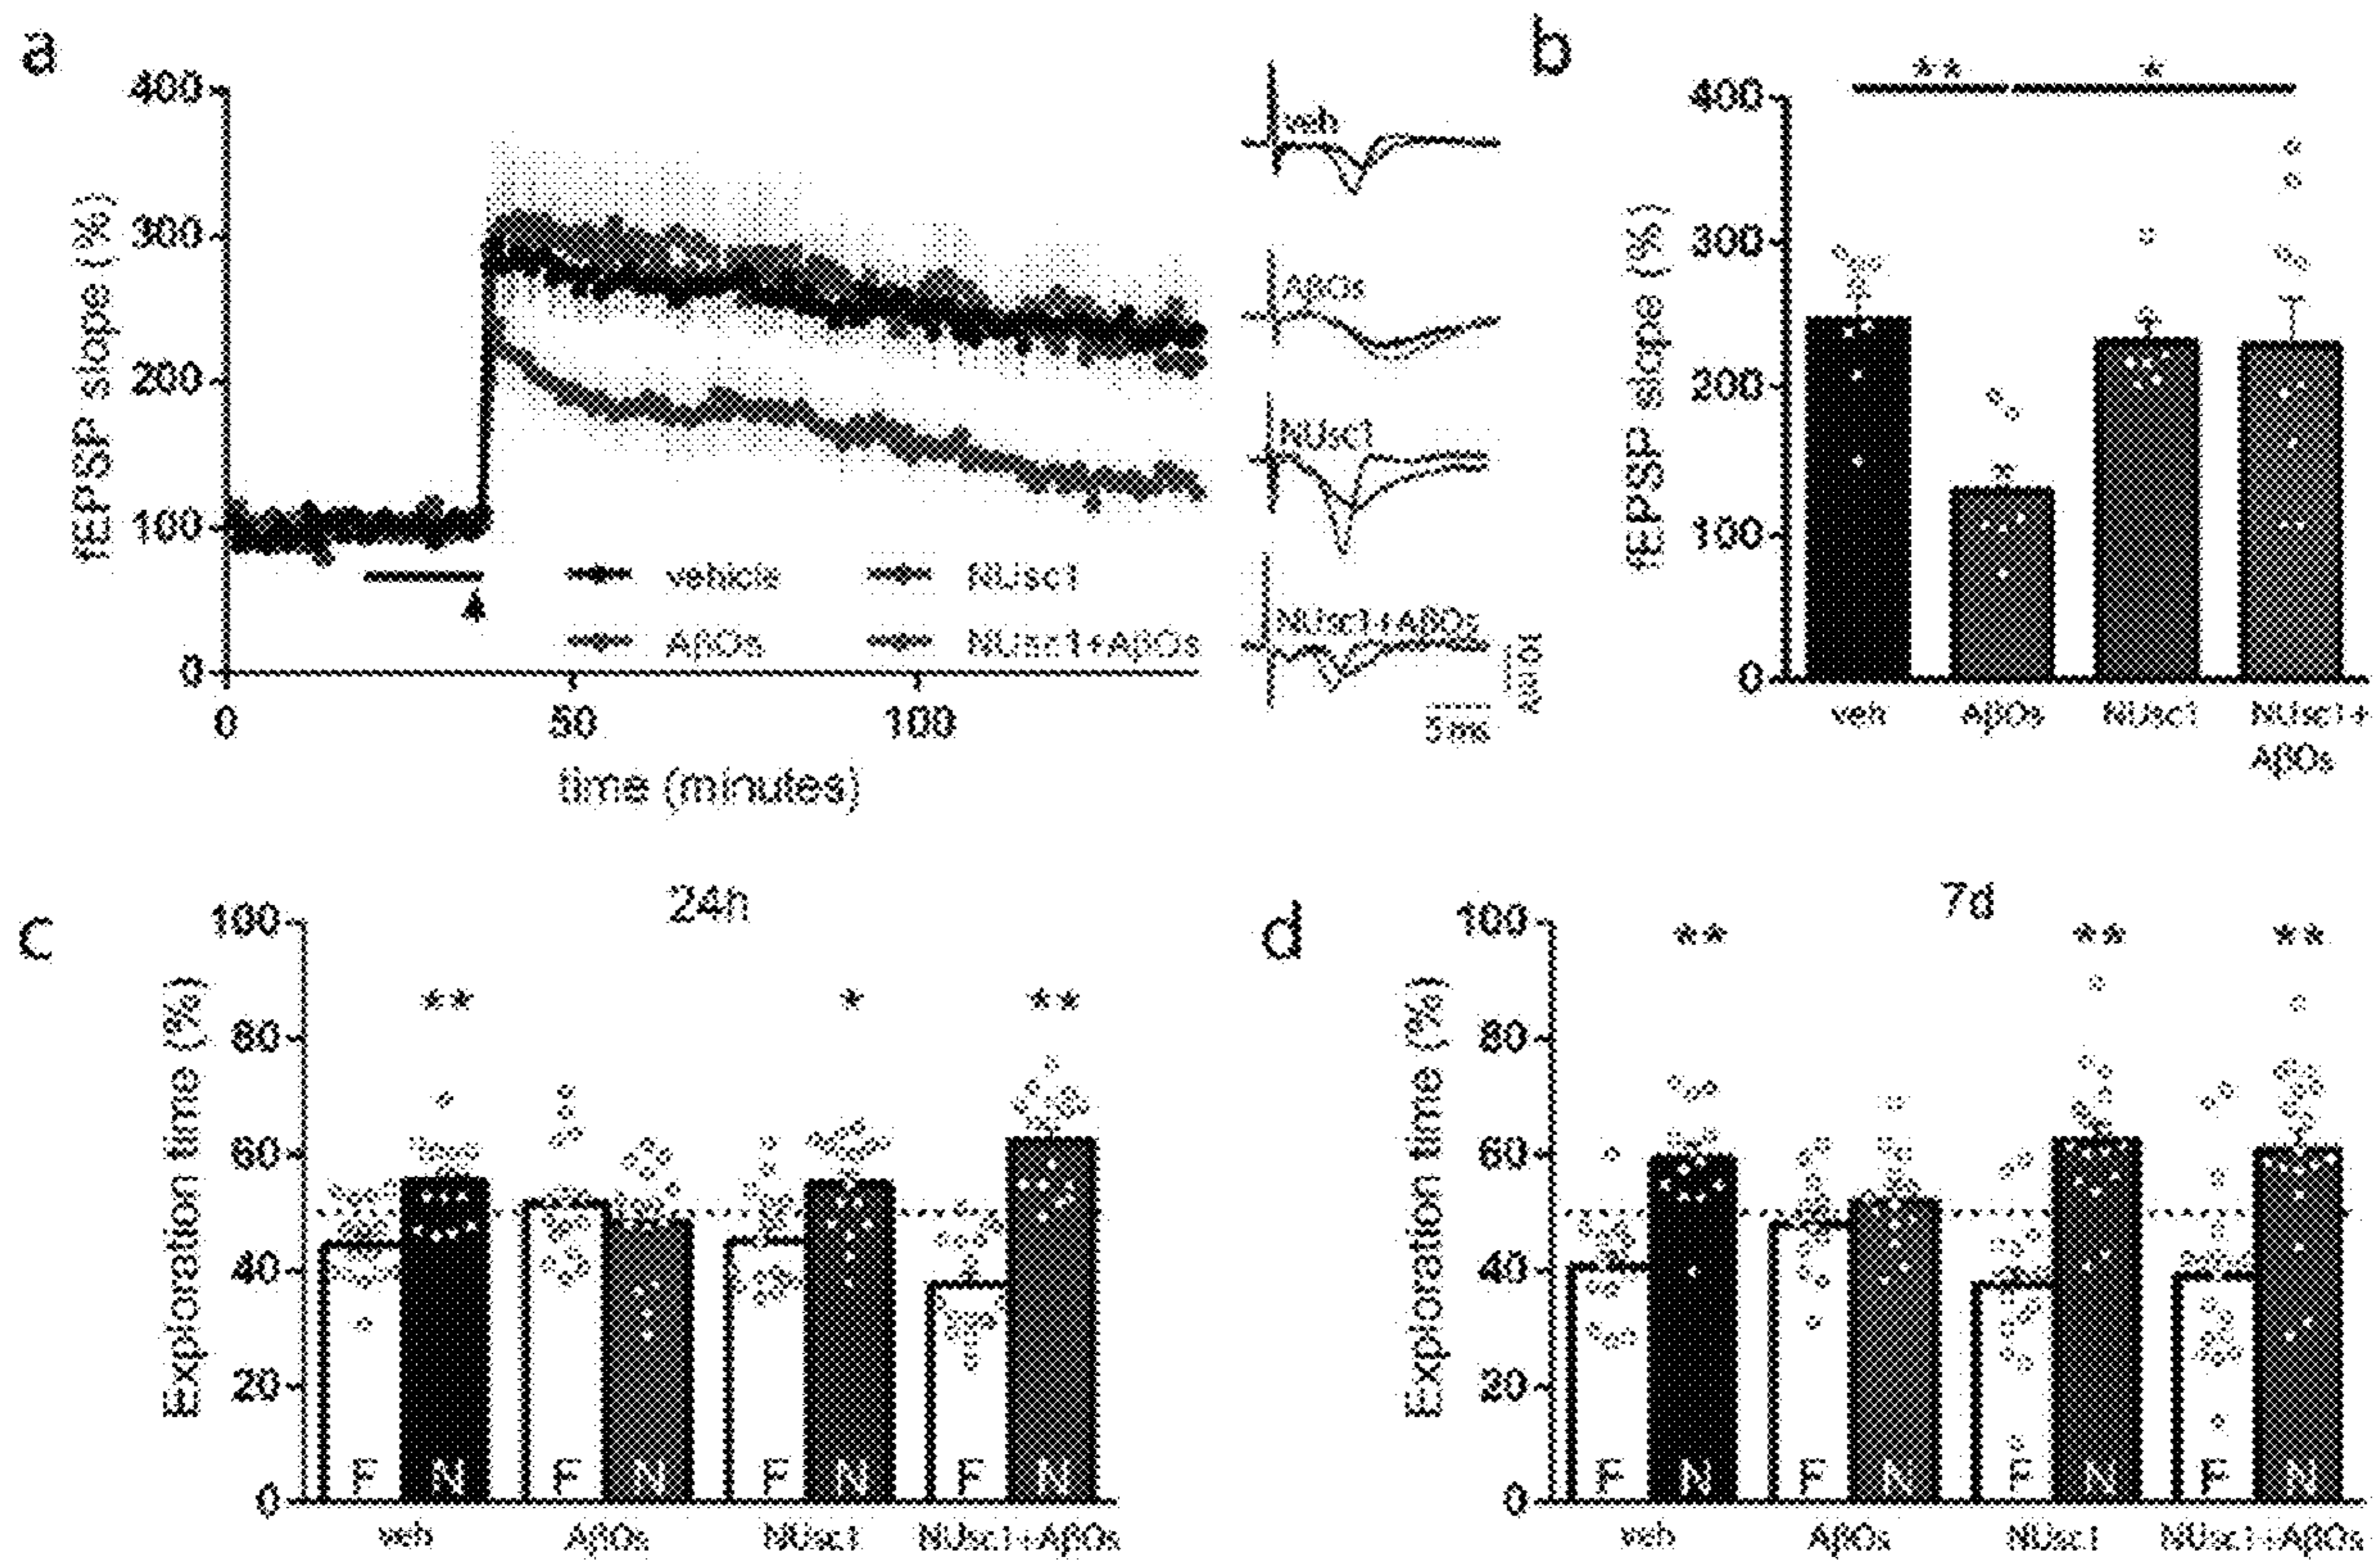 a
400
300
200
100
0
fEPSP slope (%)
0
50
100
time (minutes)
vehicle
NUsc1
AβOs
NUsc1+AβOs
veh
AβOs
NUsc1
NUsc1+AβOs
5ms
b
** *
400
300
200
100
0
fEPSP slope (%)
veh
AβOs
NUsc1
NUsc1+
AβOs
c
24h
100
80
60
40
20
0
Exploration time (%)
** * **
F N F N F N F N
veh AβOs NUsc1 NUsc1+AβOs
d
7d
100
80
60
40
20
0
Exploration time (%)
** ** **
F N F N F N F N
veh AβOs NUsc1 NUsc1+AβOs